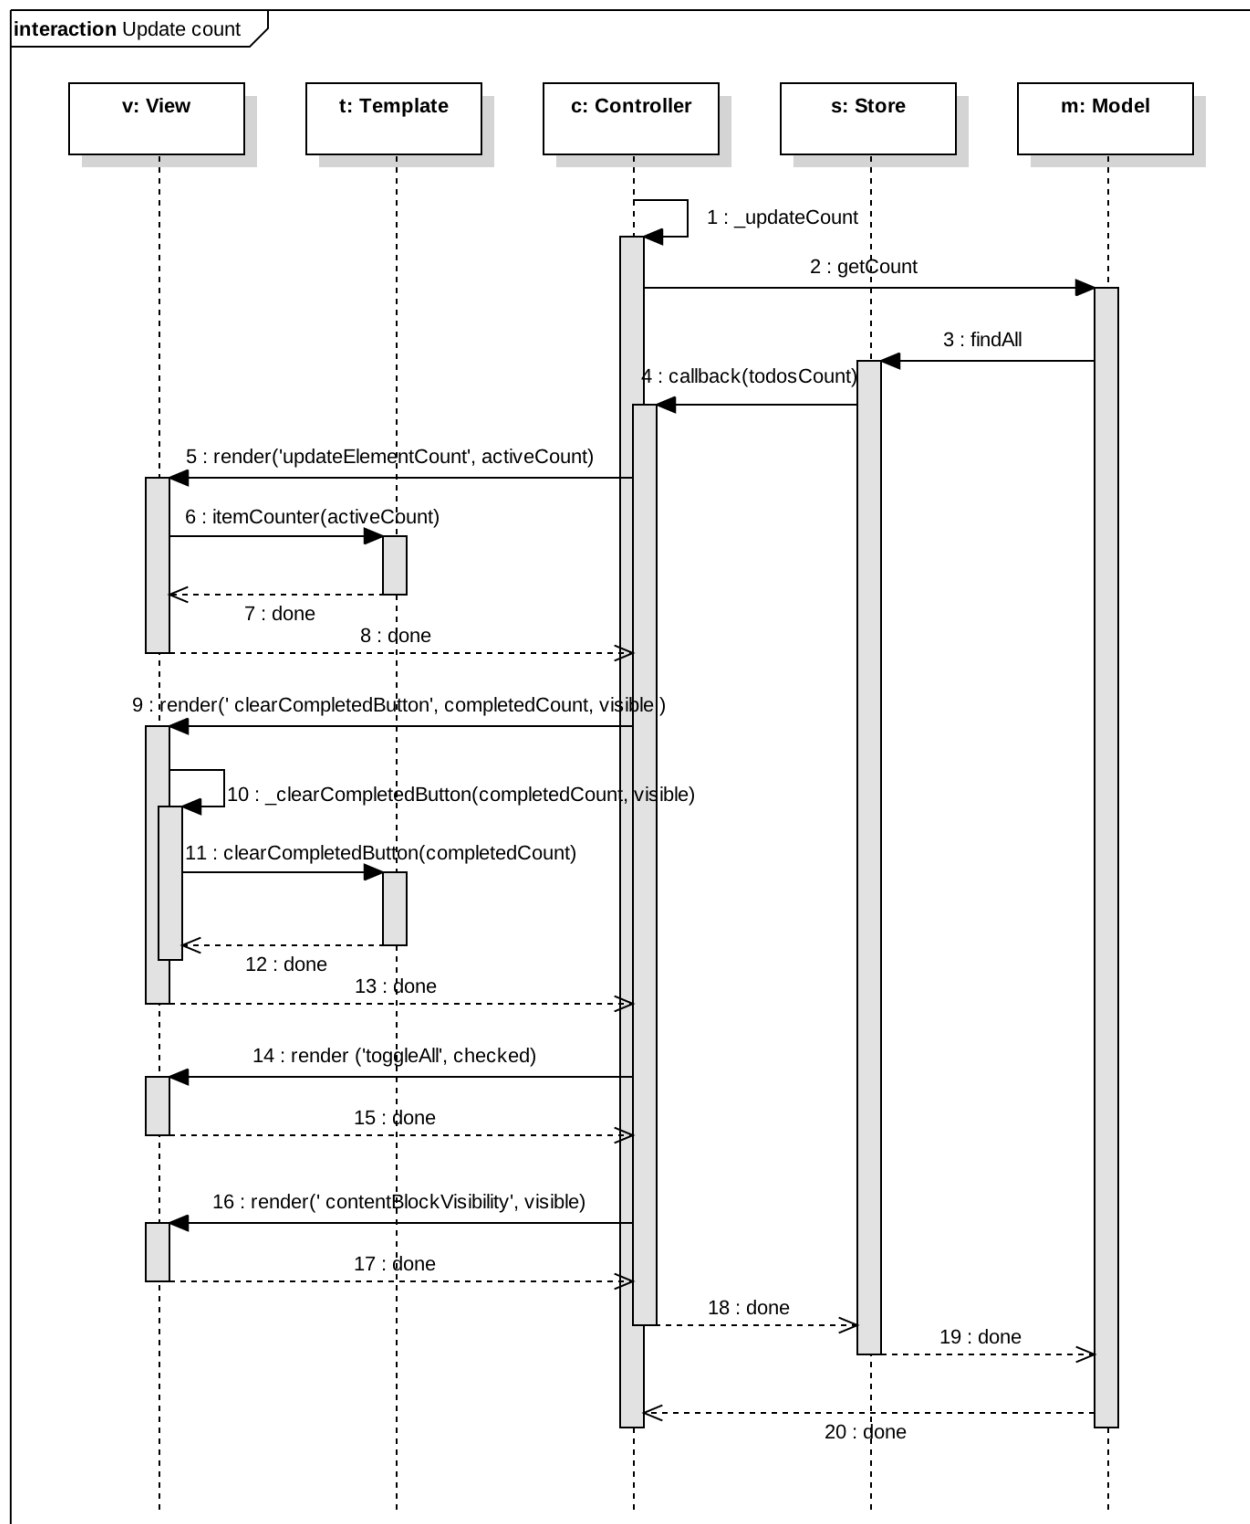 interaction Update count
v: View
t: Template
c: Controller
s: Store
m: Model
1 : _updateCount
2 : getCount
3 : findAll
4 : callback(todosCount)
5 : render('updateElementCount', activeCount)
6 : itemCounter(activeCount)
7 : done
8 : done
9 : render(' clearCompletedButton', completedCount, visible )
10 : _clearCompletedButton(completedCount, visible)
11 : clearCompletedButton(completedCount)
12 : done
13 : done
14 : render ('toggleAll', checked)
15 : done
16 : render(' contentBlockVisibility', visible)
17 : done
18 : done
19 : done
20 : done